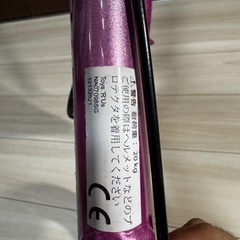 ⚠警告 耐荷重：20 kg
ご使用の際はヘルメットなどのプ
ロテクタを着用してください
Toys "R"Us
CE